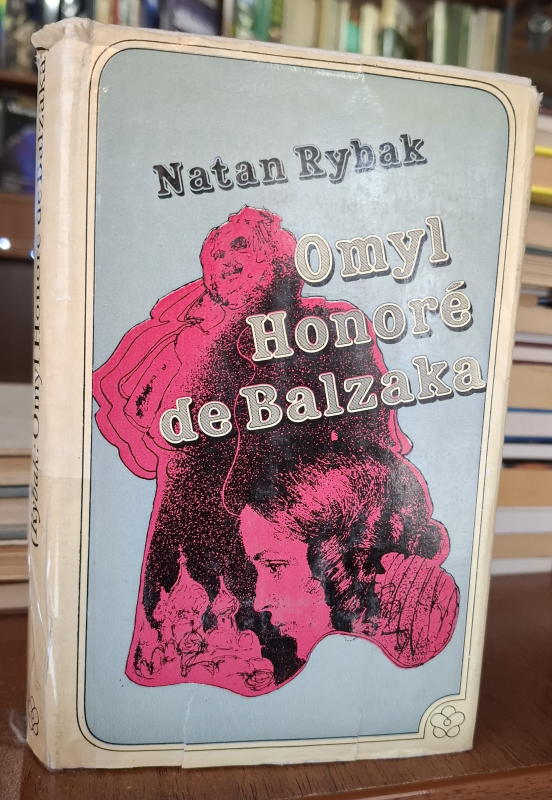 Natan Rybak
Omyl
Honoré
de Balzaka
Rybak: Omyl Honoré de Balzaka